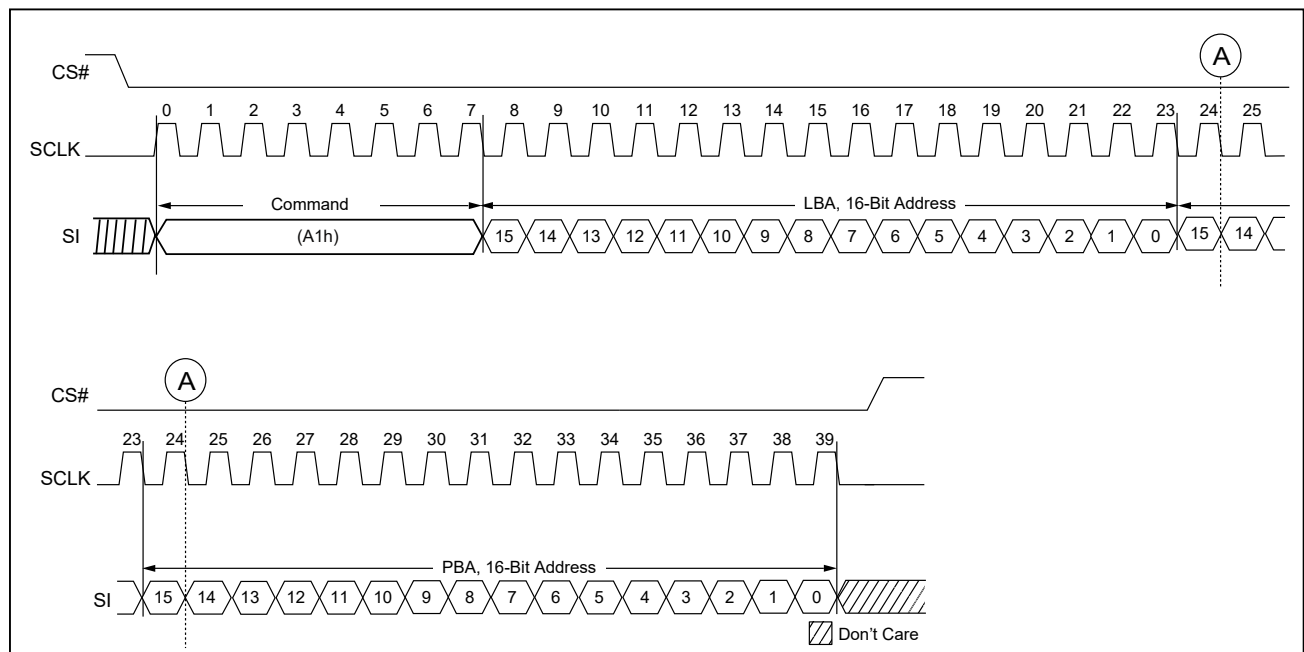 A
CS#
0 1 2 3 4 5 6 7 8 9 10 11 12 13 14 15 16 17 18 19 20 21 22 23 24 25
SCLK
Command LBA, 16-Bit Address
SI (A1h) 15 14 13 12 11 10 9 8 7 6 5 4 3 2 1 0 15 14
A
CS#
23 24 25 26 27 28 29 30 31 32 33 34 35 36 37 38 39
SCLK
PBA, 16-Bit Address
SI 15 14 13 12 11 10 9 8 7 6 5 4 3 2 1 0
Don't Care